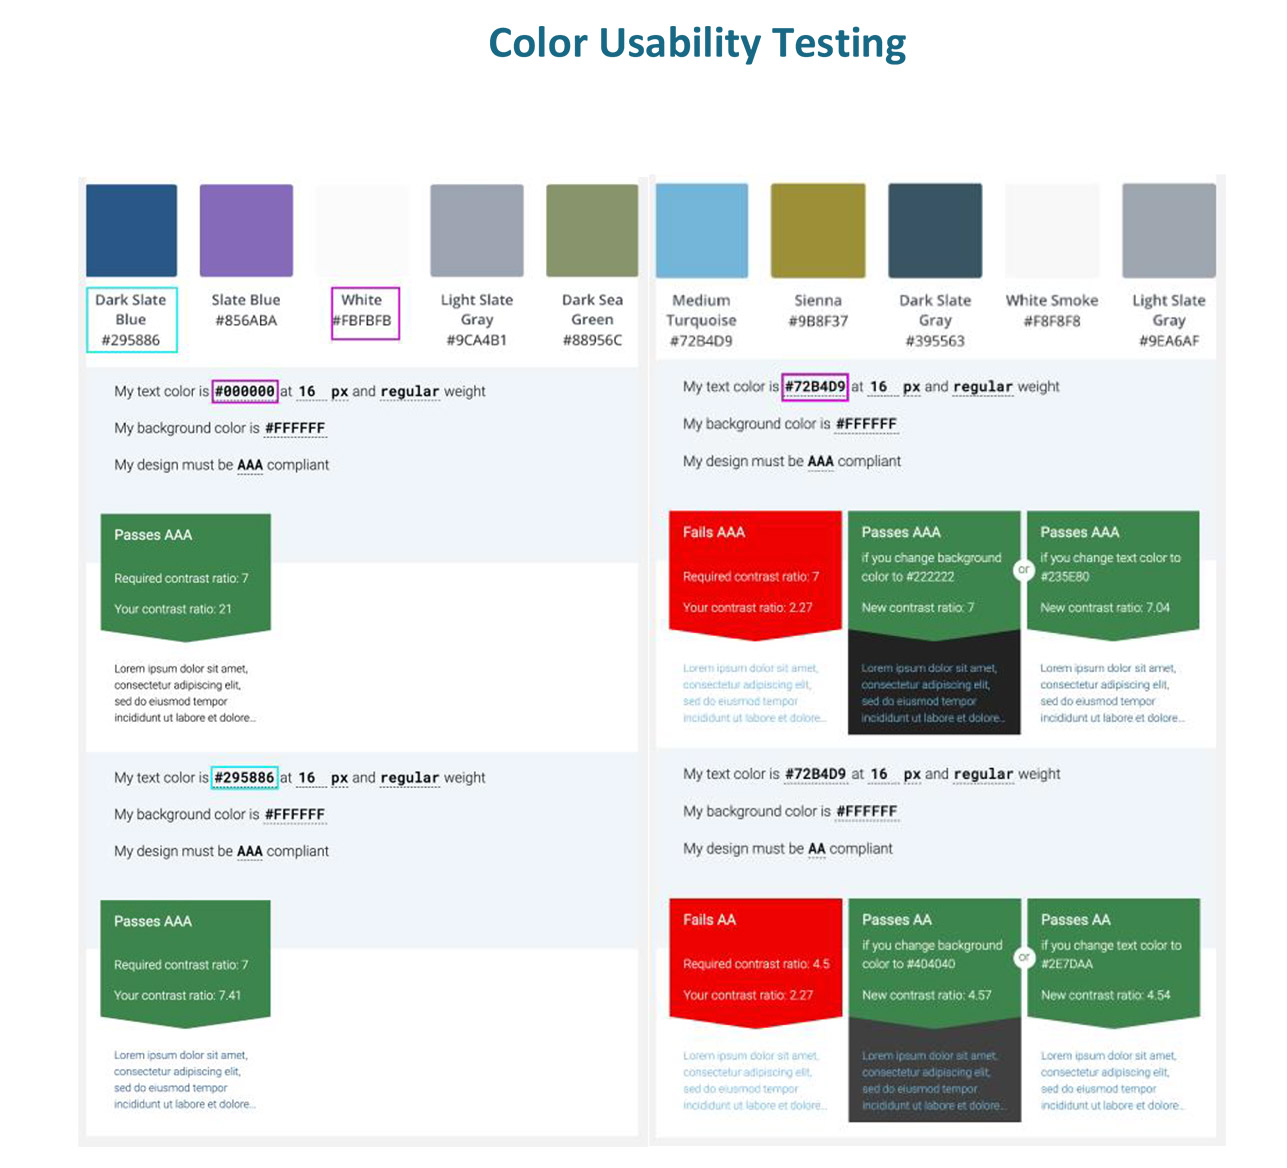 Color Usability Testing
Dark Slate
Blue
#295886
Slate Blue
#856ABA
White
#FBFBFB
Light Slate
Gray
#9CA4B1
Dark Sea
Green
#88956C
My text color is #000000 at 16 px and regular weight
My background color is #FFFFFF
My design must be AAA compliant
Passes AAA
Required contrast ratio: 7
Your contrast ratio: 21
Lorem ipsum dolor sit amet,
consectetur adipiscing elit,
sed do eiusmod tempor
incididunt ut labore et dolore...
My text color is #295886 at 16 px and regular weight
My background color is #FFFFFF
My design must be AAA compliant
Passes AAA
Required contrast ratio: 7
Your contrast ratio: 7.41
Lorem ipsum dolor sit amet,
consectetur adipiscing elit,
sed do eiusmod tempor
incididunt ut labore et dolore...
Medium
Turquoise
#72B4D9
Sienna
#9B8F37
Dark Slate
Gray
#395563
White Smoke
#F8F8F8
Light Slate
Gray
#9EA6AF
My text color is #72B4D9 at 16 px and regular weight
My background color is #FFFFFF
My design must be AAA compliant
Fails AAA
Required contrast ratio: 7
Your contrast ratio: 2.27
Lorem ipsum dolor sit amet,
consectetur adipiscing elit,
sed do eiusmod tempor
incididunt ut labore et dolore...
Passes AAA
if you change background
color to #222222
New contrast ratio: 7
Lorem ipsum dolor sit amet,
consectetur adipiscing elit,
sed do eiusmod tempor
incididunt ut labore et dolore...
or
Passes AAA
if you change text color to
#235E80
New contrast ratio: 7.04
Lorem ipsum dolor sit amet,
consectetur adipiscing elit,
sed do eiusmod tempor
incididunt ut labore et dolore...
My text color is #72B4D9 at 16 px and regular weight
My background color is #FFFFFF
My design must be AA compliant
Fails AA
Required contrast ratio: 4.5
Your contrast ratio: 2.27
Lorem ipsum dolor sit amet,
consectetur adipiscing elit,
sed do eiusmod tempor
incididunt ut labore et dolore...
Passes AA
if you change background
color to #404040
New contrast ratio: 4.57
Lorem ipsum dolor sit amet,
consectetur adipiscing elit,
sed do eiusmod tempor
incididunt ut labore et dolore...
or
Passes AA
if you change text color to
#2E7DAA
New contrast ratio: 4.54
Lorem ipsum dolor sit amet,
consectetur adipiscing elit,
sed do eiusmod tempor
incididunt ut labore et dolore...